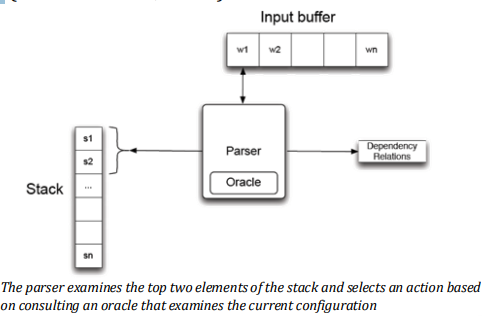 Input buffer
w1 w2 wn
s1
s2
...
sn
Stack
Parser
Oracle
Dependency
Relations
The parser examines the top two elements of the stack and selects an action based
on consulting an oracle that examines the current configuration